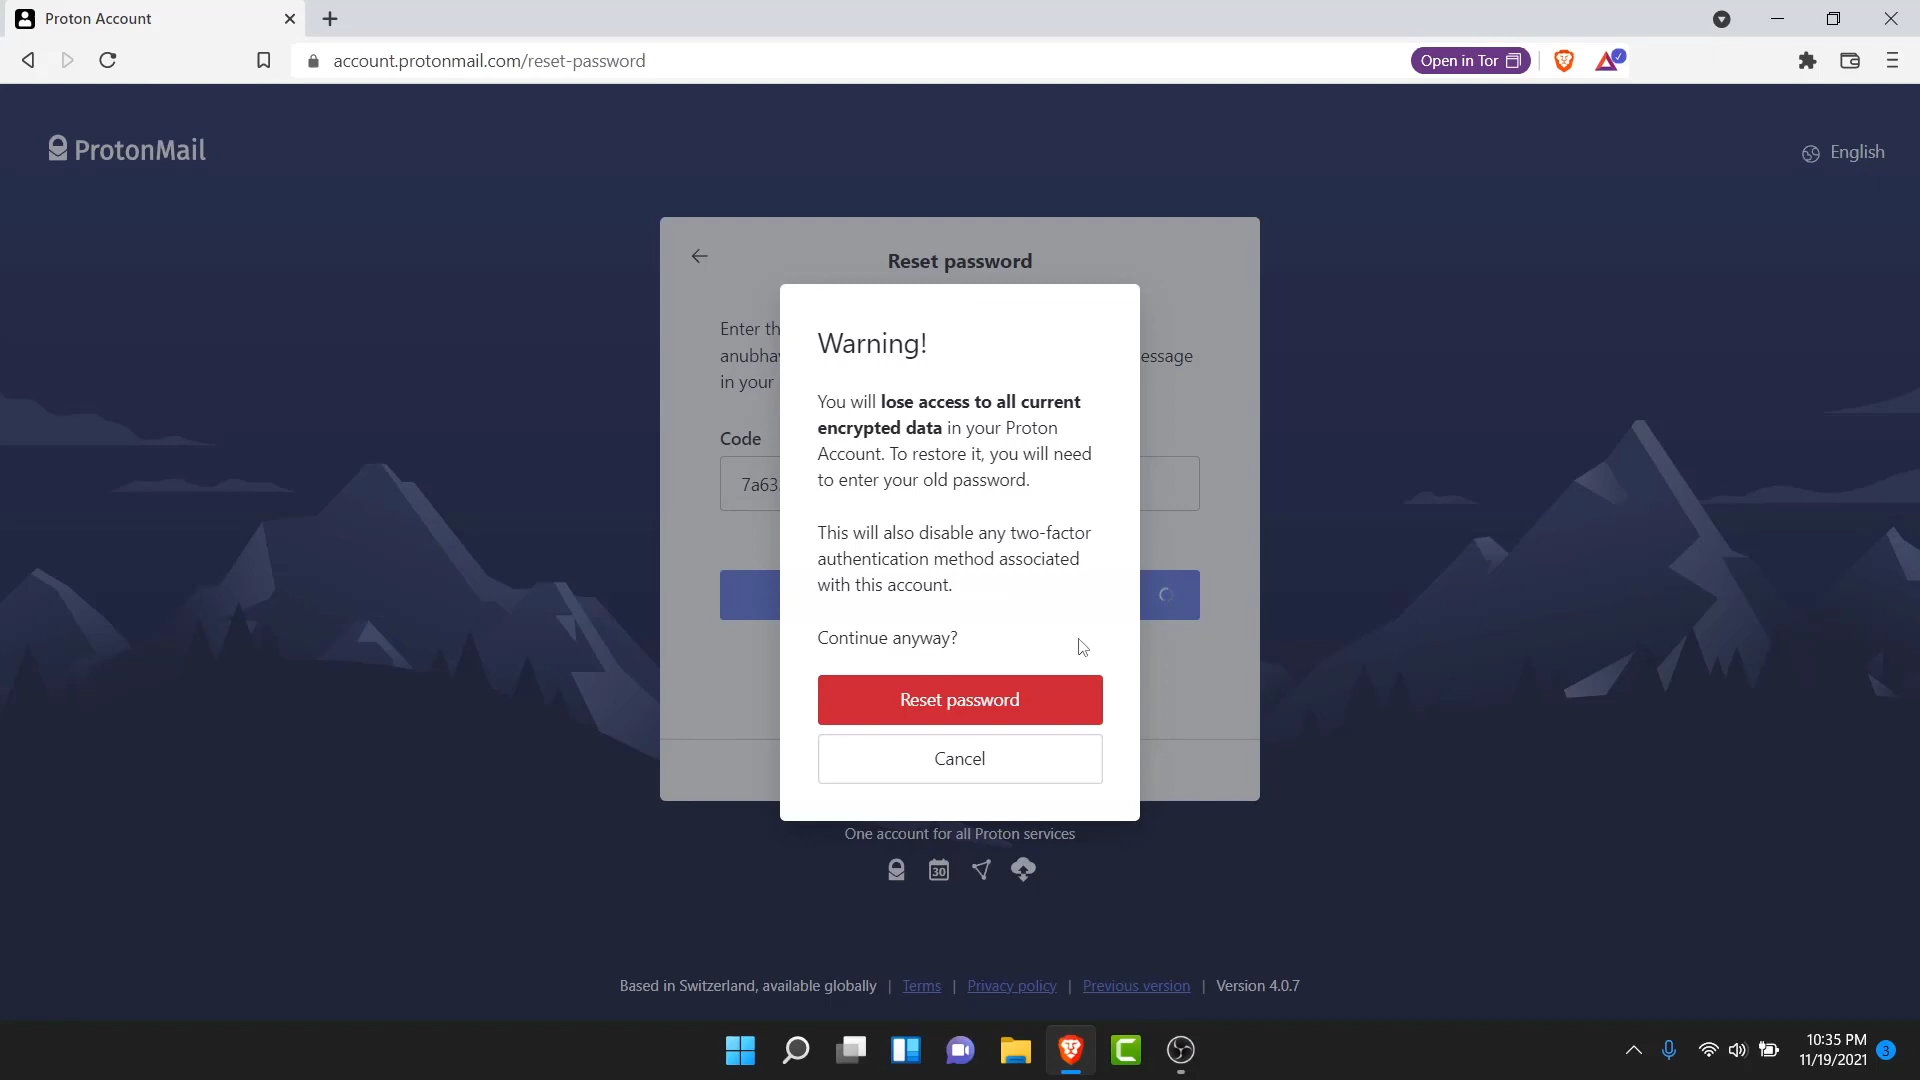 Proton Account
account.protonmail.com/reset-password
Open in Tor
ProtonMail
English
Reset password
Enter th
anubha
essage
in your
Code
7a63
Warning!
You will lose access to all current
encrypted data in your Proton
Account. To restore it, you will need
to enter your old password.
This will also disable any two-factor
authentication method associated
with this account.
Continue anyway?
Reset password
Cancel
One account for all Proton services
30
Based in Switzerland, available globally | Terms | Privacy policy | Previous version | Version 4.0.7
10:35 PM
11/19/2021
3